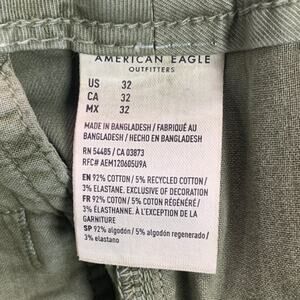 AMERICAN EAGLE
OUTFITTERS
US 32
CA 32
MX 32
MADE IN BANGLADESH / FABRIQUÉ AU
BANGLADESH / HECHO EN BANGLADESH
RN 54485 / CA 03873
RFC# AEM120605U9A
EN 92% COTTON / 5% RECYCLED COTTON /
3% ELASTANE. EXCLUSIVE OF DECORATION
FR 92% COTON / 5% COTON RÉGÉNÉRÉ /
3% ÉLASTHANNE. À L'EXCEPTION DE LA
GARNITURE
SP 92% algodón / 5% algodón regenerado /
3% elastano